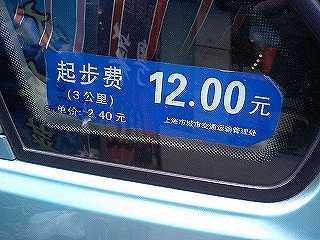 起步费 12.00元
(3公里)
单价: 2.40元
上海市城市交通运输管理处